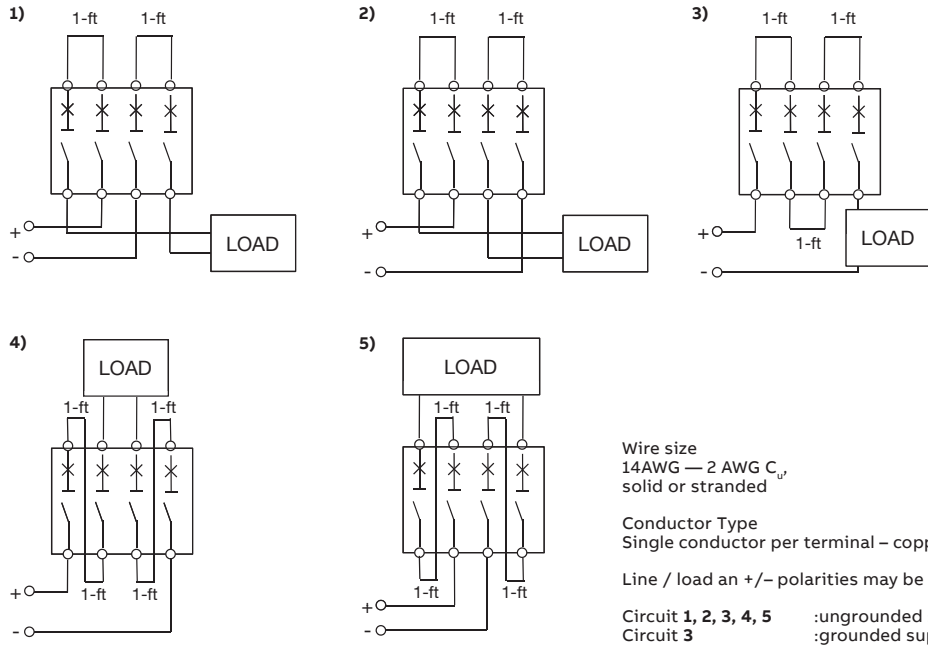 1)
1-ft 1-ft
+
-
LOAD
2)
1-ft 1-ft
+
-
LOAD
3)
1-ft 1-ft
+
-
1-ft
LOAD
4)
LOAD
1-ft 1-ft
1-ft 1-ft
+
-
5)
LOAD
1-ft 1-ft
1-ft 1-ft
+
-
Wire size
14AWG — 2 AWG Cu,
solid or stranded
Conductor Type
Single conductor per terminal –
Line / load an +/– polarities may be
Circuit 1, 2, 3, 4, 5 :ungrounded
Circuit 3 :grounded